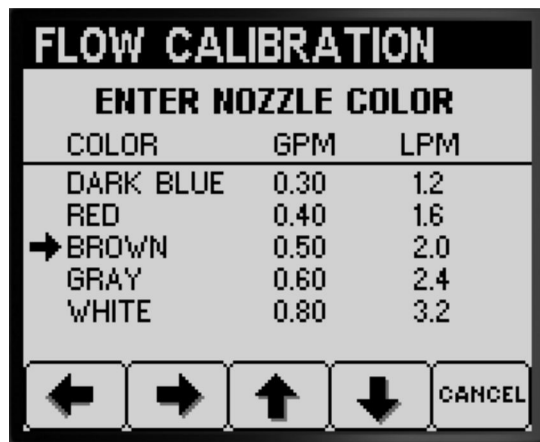 FLOW CALIBRATION
ENTER NOZZLE COLOR
COLOR GPM LPM
DARK BLUE 0.30 1.2
RED 0.40 1.6
BROWN 0.50 2.0
GRAY 0.60 2.4
WHITE 0.80 3.2
CANCEL